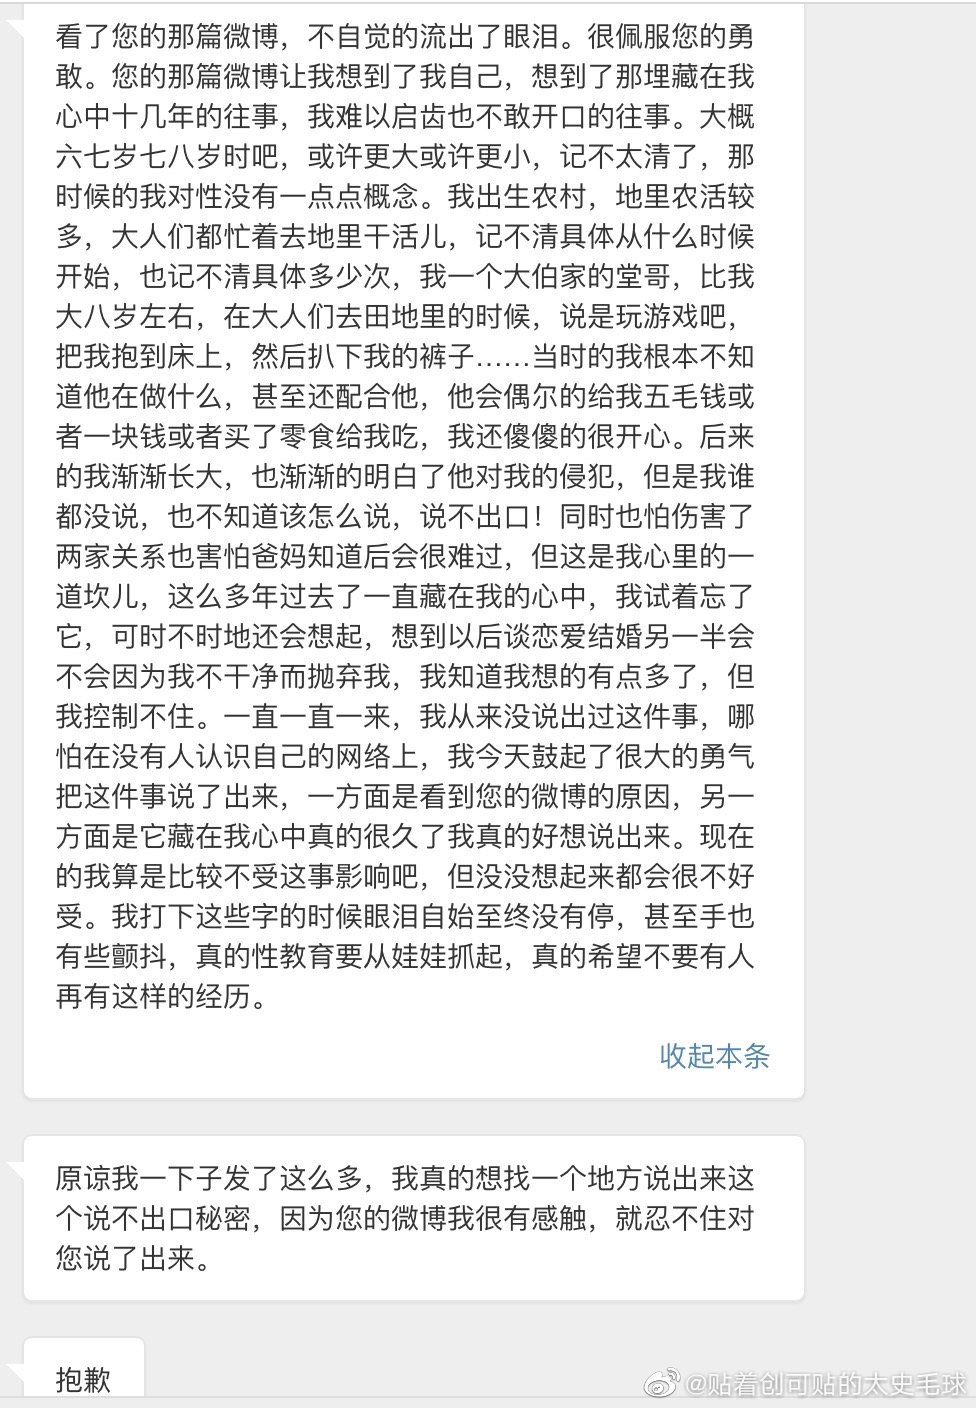 看了您的那篇微博，不自觉的流出了眼泪。很佩服您的勇
敢。您的那篇微博让我想到了我自己，想到了那埋藏在我
心中十几年的往事，我难以启齿也不敢开口的往事。大概
六七岁七八岁时吧，或许更大或许更小，记不太清了，那
时候的我对性没有一点点概念。我出生农村，地里农活较
多，大人们都忙着去地里干活儿，记不清具体从什么时候
开始，也记不清具体多少次，我一个大伯家的堂哥，比我
大八岁左右，在大人们去田地里的时候，说是玩游戏吧，
把我抱到床上，然后扒下我的裤子……当时的我根本不知
道他在做什么，甚至还配合他，他会偶尔的给我五毛钱或
者一块钱或者买了零食给我吃，我还傻傻的很开心。后来
的我渐渐长大，也渐渐的明白了他对我的侵犯，但是我谁
都没说，也不知道该怎么说，说不出口！同时也怕伤害了
两家关系也害怕爸妈知道后会很难过，但这是我心里的一
道坎儿，这么多年过去了一直藏在我的心中，我试着忘了
它，可时不时地还会想起，想到以后谈恋爱结婚另一半会
不会因为我不干净而抛弃我，我知道我想的有点多了，但
我控制不住。一直一直一来，我从来没说出过这件事，哪
怕在没有人认识自己的网络上，我今天鼓起了很大的勇气
把这件事说了出来，一方面是看到您的微博的原因，另一
方面是它藏在我心中真的很久了我真的好想说出来。现在
的我算是比较不受这事影响吧，但没没想起来都会很不好
受。我打下这些字的时候眼泪自始至终没有停，甚至手也
有些颤抖，真的性教育要从娃娃抓起，真的希望不要有人
再有这样的经历。
收起本条
原谅我一下子发了这么多，我真的想找一个地方说出来这
个说不出口秘密，因为您的微博我很有感触，就忍不住对
您说了出来。
抱歉
@贴着创可贴的太史毛球